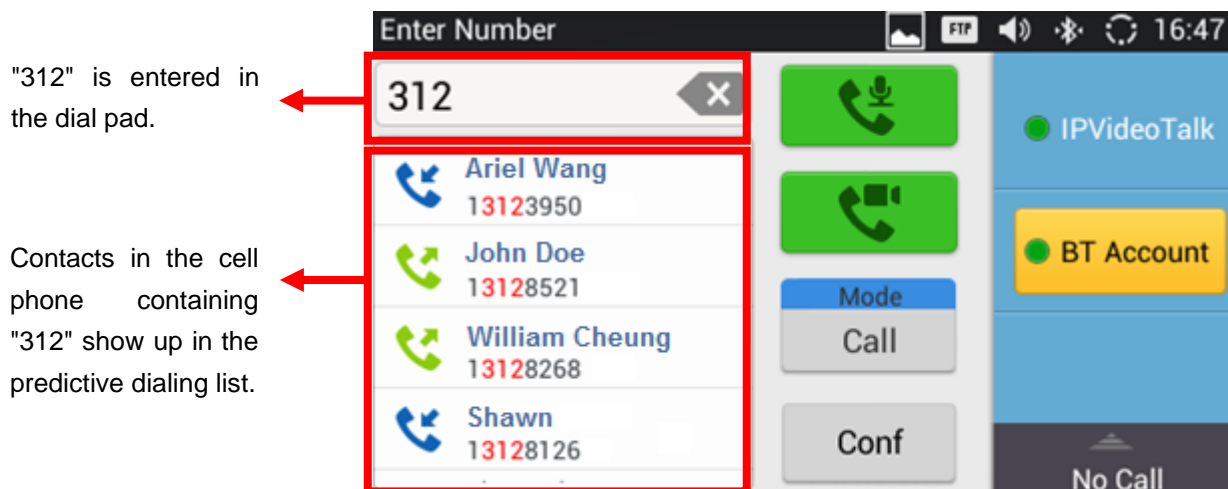 Enter Number
FTP
16:47
"312" is entered in
the dial pad.
312
Ariel Wang
13123950
John Doe
13128521
William Cheung
13128268
Shawn
13128126
Contacts in the cell
phone containing
"312" show up in the
predictive dialing list.
Mode
Call
Conf
IPVideoTalk
BT Account
No Call